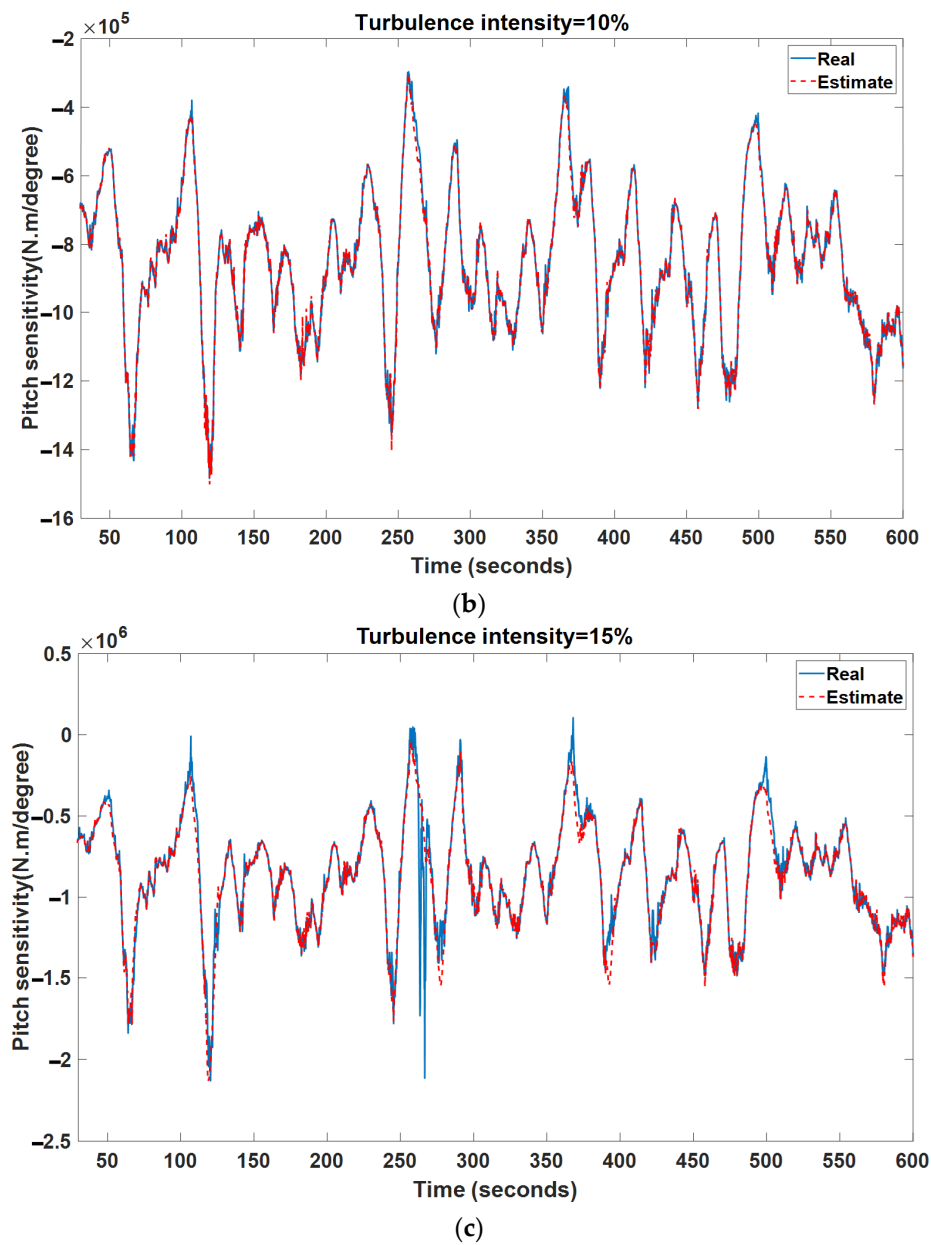 ×10⁵
Turbulence intensity=10%
−2
−4
−6
−8
−10
−12
−14
−16
Pitch sensitivity(N.m/degree)
Real
Estimate
50 100 150 200 250 300 350 400 450 500 550 600
Time (seconds)
(b)
×10⁶
Turbulence intensity=15%
0.5
0
−0.5
−1
−1.5
−2
−2.5
Pitch sensitivity(N.m/degree)
Real
Estimate
50 100 150 200 250 300 350 400 450 500 550 600
Time (seconds)
(c)